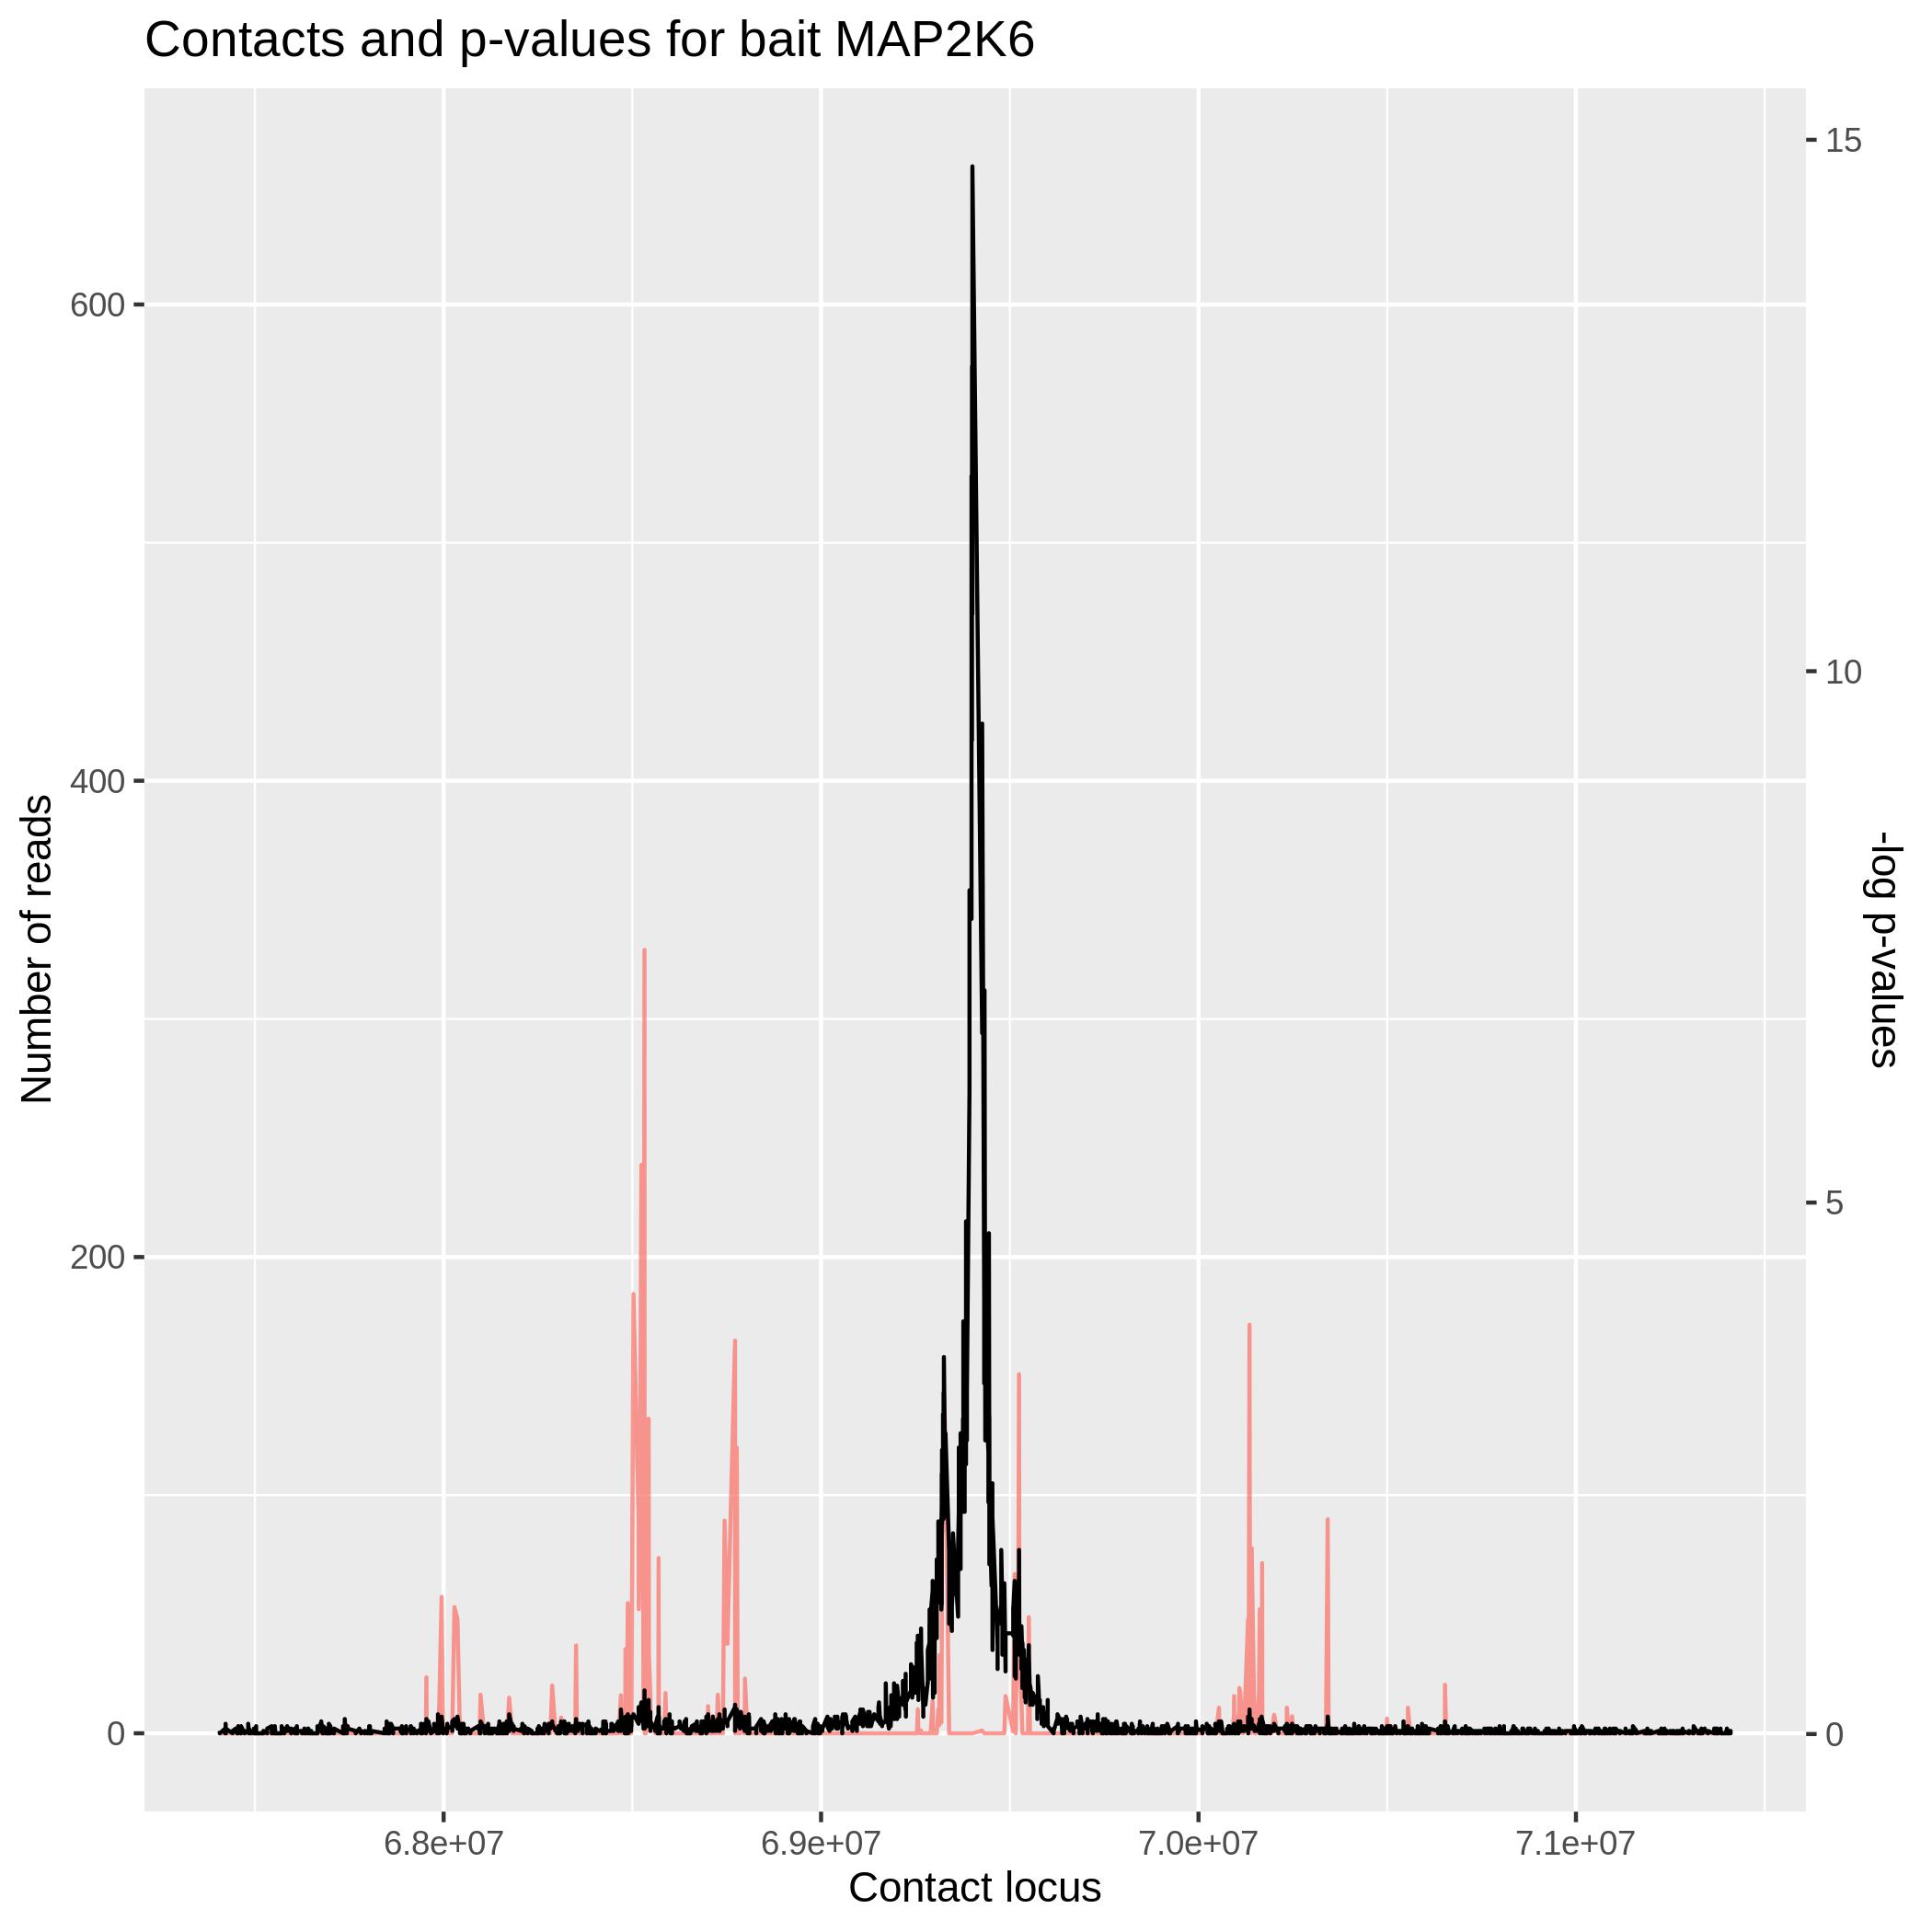 Contacts and p-values for bait MAP2K6
Number of reads
600
400
200
0
15
10
5
0
-log p-values
6.8e+07
6.9e+07
7.0e+07
7.1e+07
Contact locus